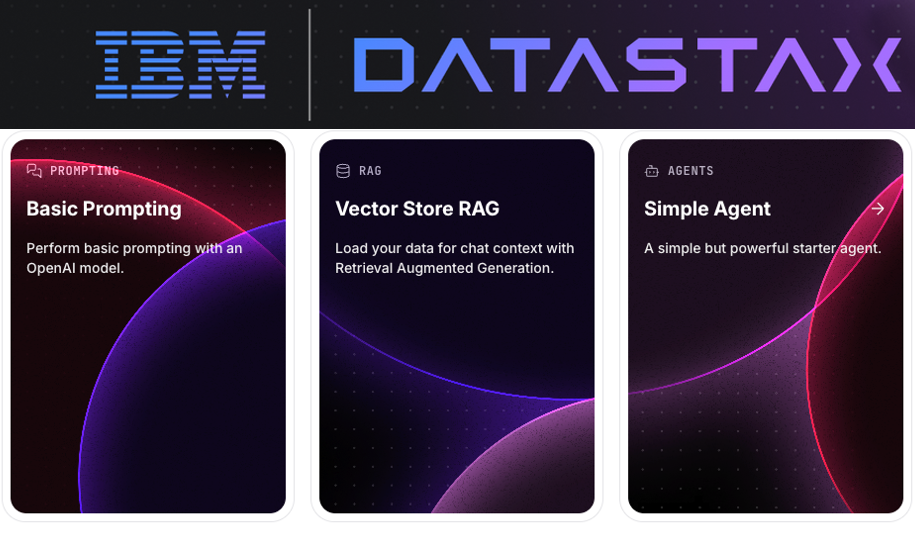 IBM | DATASTAX
PROMPTING
Basic Prompting
Perform basic prompting with an
OpenAI model.
RAG
Vector Store RAG
Load your data for chat context with
Retrieval Augmented Generation.
AGENTS
Simple Agent
A simple but powerful starter agent.